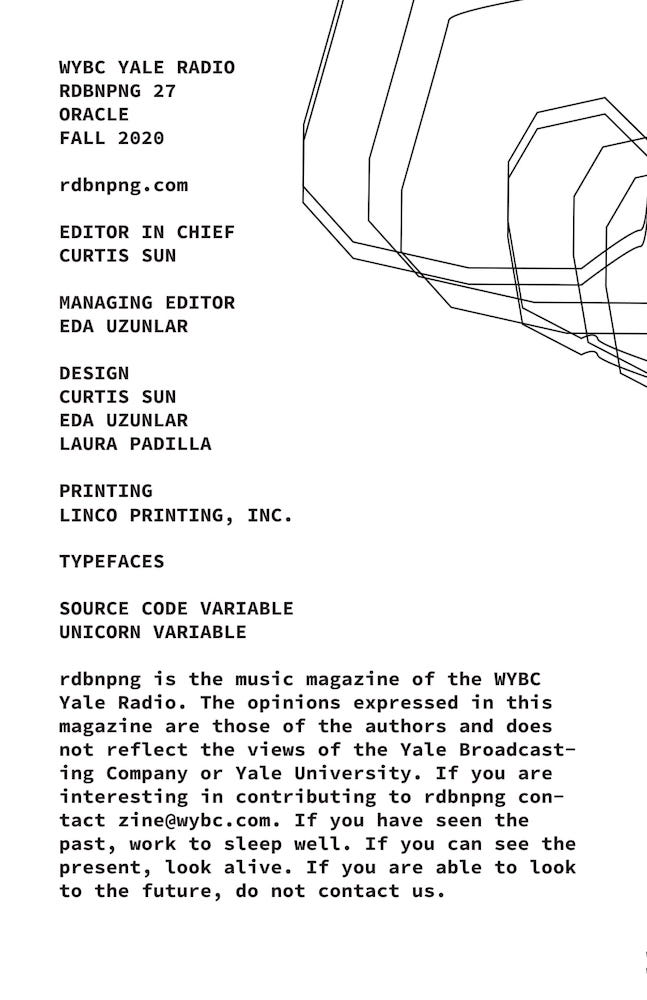 WYBC YALE RADIO
RDBNPNG 27
ORACLE
FALL 2020
rdbnpng.com
EDITOR IN CHIEF
CURTIS SUN
MANAGING EDITOR
EDA UZUNLAR
DESIGN
CURTIS SUN
EDA UZUNLAR
LAURA PADILLA
PRINTING
LINCO PRINTING, INC.
TYPEFACES
SOURCE CODE VARIABLE
UNICORN VARIABLE
rdbnpng is the music magazine of the WYBC
Yale Radio. The opinions expressed in this
magazine are those of the authors and does
not reflect the views of the Yale Broadcast-
ing Company or Yale University. If you are
interesting in contributing to rdbnpng con-
tact zine@wybc.com. If you have seen the
past, work to sleep well. If you can see the
present, look alive. If you are able to look
to the future, do not contact us.